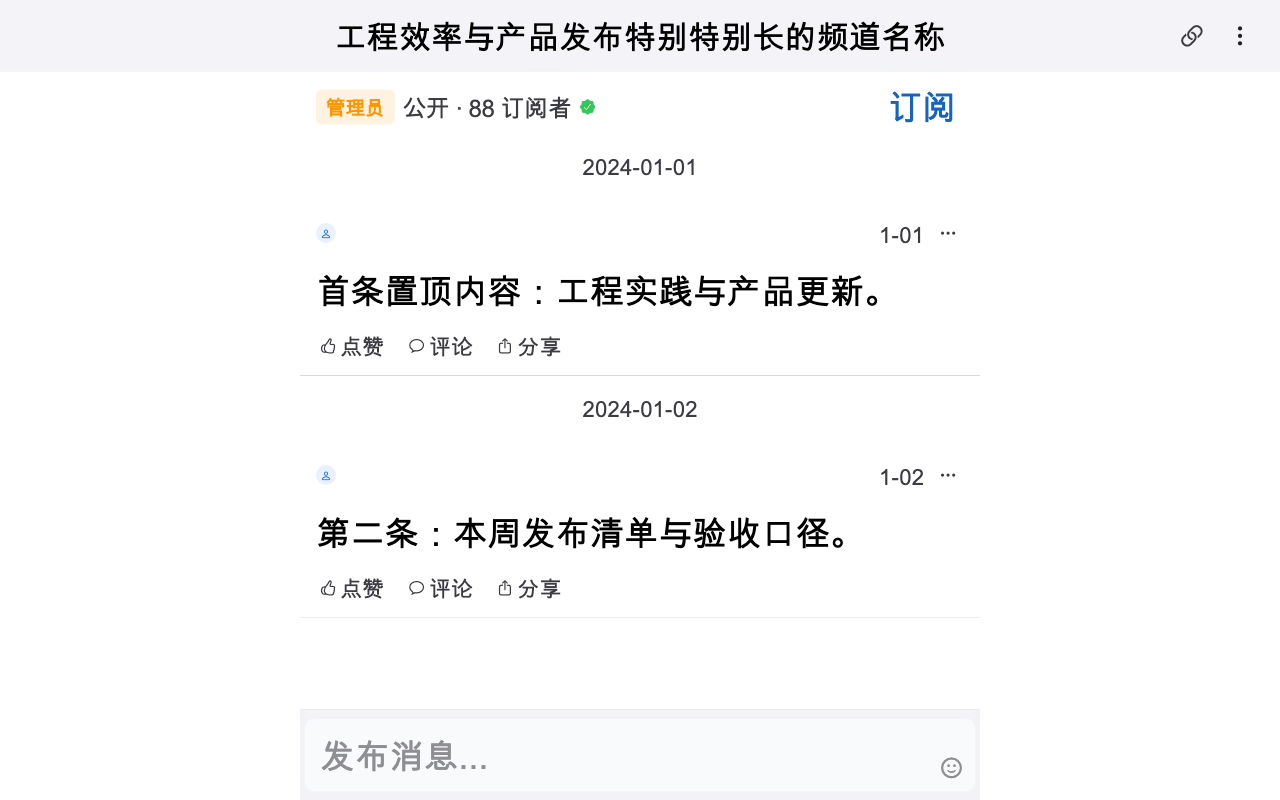 工程效率与产品发布特别特别长的频道名称
管理员 公开 · 88 订阅者 订阅
2024-01-01
1-01
首条置顶内容：工程实践与产品更新。
点赞 评论 分享
2024-01-02
1-02
第二条：本周发布清单与验收口径。
点赞 评论 分享
发布消息...